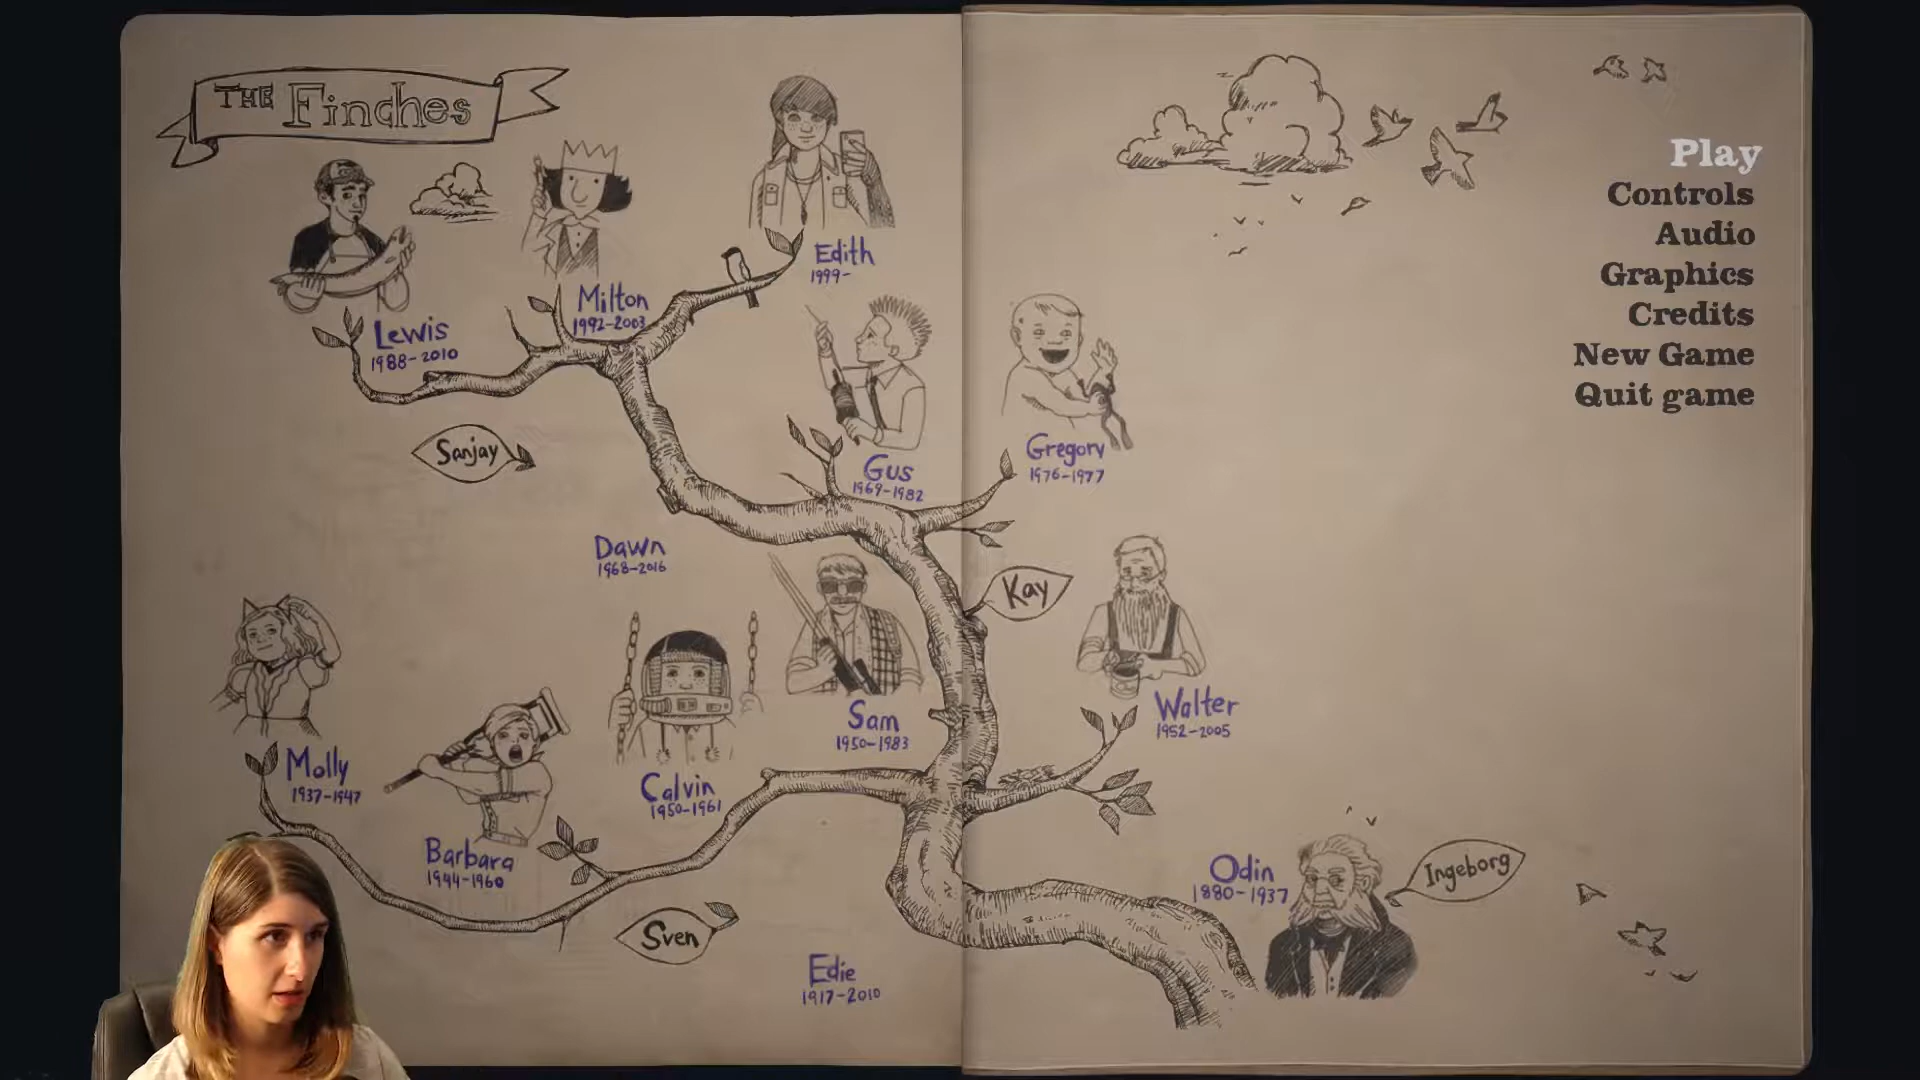 THE Finches
Edith
1999-
Milton
1992-2003
Lewis
1988-2010
Sanjay
Gus
1969-1982
Gregory
1976-1977
Dawn
1968-2016
Kay
Sam
1950-1983
Walter
1952-2005
Molly
1937-1947
Calvin
1950-1961
Barbara
1944-1960
Sven
Edie
1917-2010
Odin
1880-1937
Ingeborg
Play
Controls
Audio
Graphics
Credits
New Game
Quit game